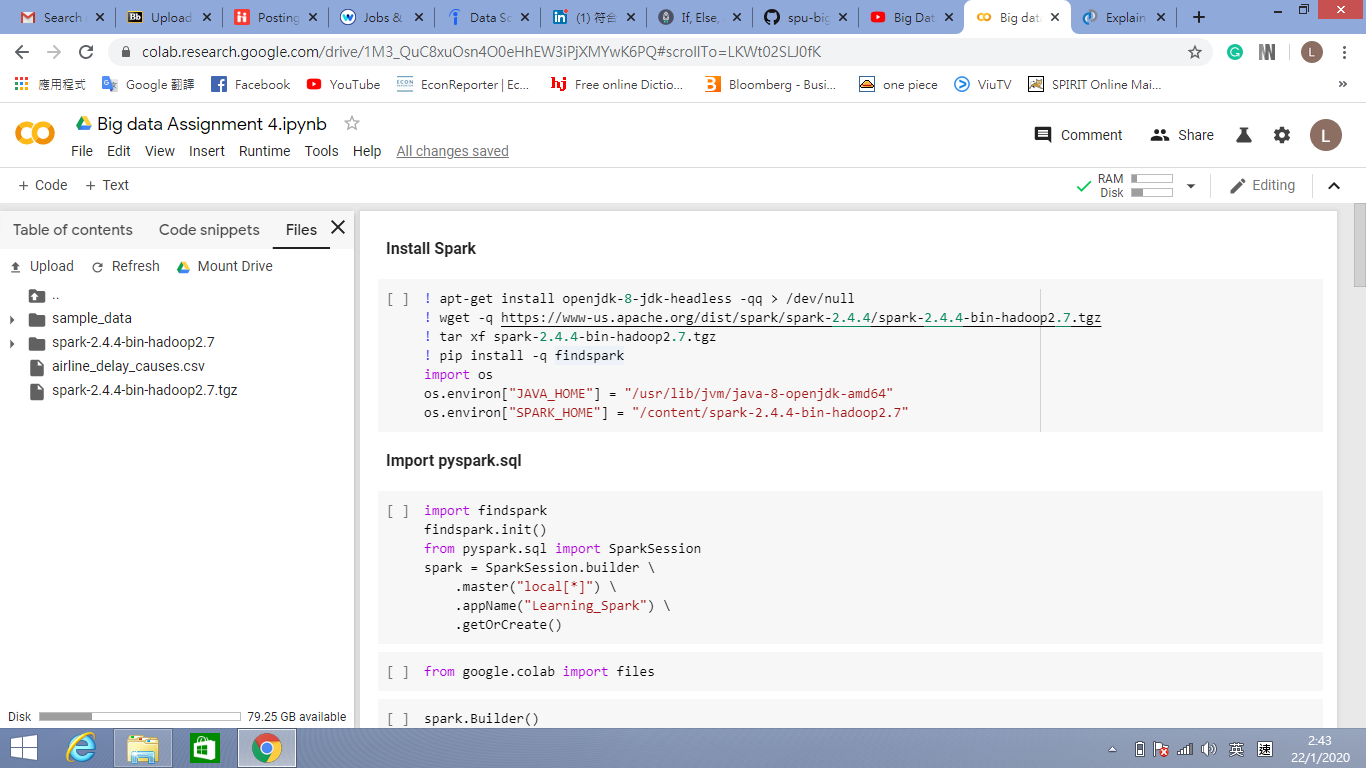 Search
Upload
Posting
Jobs &
Data Sc
(1) 符合
If, Else,
spu-big
Big Dat
Big dat
Explain
colab.research.google.com/drive/1M3_QuC8xuOsn4O0eHhEW3iPjXMYwK6PQ#scrollTo=LKWt02SLJ0fK
L
應用程式
Google 翻譯
Facebook
YouTube
EconReporter | Ec...
Free online Dictio...
Bloomberg - Busi...
one piece
ViuTV
SPIRIT Online Mai...
»
Big data Assignment 4.ipynb
File Edit View Insert Runtime Tools Help All changes saved
Comment
Share
L
+ Code + Text
RAM
Disk
Editing
Table of contents
Code snippets
Files
Upload
Refresh
Mount Drive
..
sample_data
spark-2.4.4-bin-hadoop2.7
airline_delay_causes.csv
spark-2.4.4-bin-hadoop2.7.tgz
Disk
79.25 GB available
Install Spark
[ ] ! apt-get install openjdk-8-jdk-headless -qq > /dev/null
! wget -q https://www-us.apache.org/dist/spark/spark-2.4.4/spark-2.4.4-bin-hadoop2.7.tgz
! tar xf spark-2.4.4-bin-hadoop2.7.tgz
! pip install -q findspark
import os
os.environ["JAVA_HOME"] = "/usr/lib/jvm/java-8-openjdk-amd64"
os.environ["SPARK_HOME"] = "/content/spark-2.4.4-bin-hadoop2.7"
Import pyspark.sql
[ ] import findspark
findspark.init()
from pyspark.sql import SparkSession
spark = SparkSession.builder \
.master("local[*]") \
.appName("Learning_Spark") \
.getOrCreate()
[ ] from google.colab import files
[ ] spark.Builder()
英
速
2:43
22/1/2020